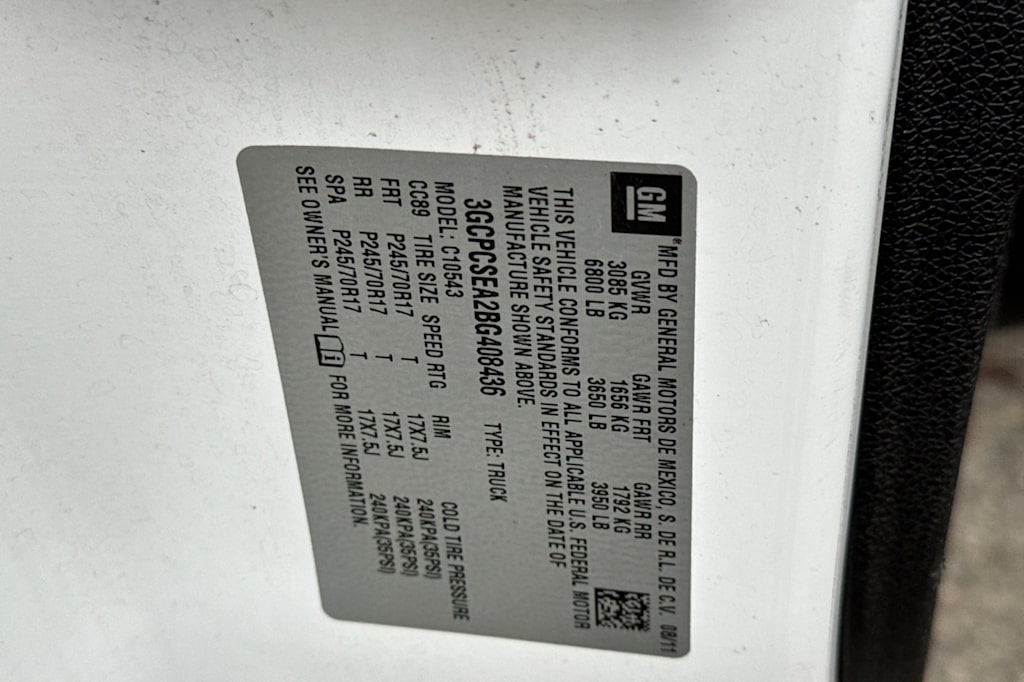 GM ® MFD BY GENERAL MOTORS DE MEXICO, S. DE R.L. DE C.V. 08/11
GVWR GAWR FRT GAWR RR
3085 KG 1656 KG 1792 KG
6800 LB 3650 LB 3950 LB
THIS VEHICLE CONFORMS TO ALL APPLICABLE U.S. FEDERAL MOTOR
VEHICLE SAFETY STANDARDS IN EFFECT ON THE DATE OF
MANUFACTURE SHOWN ABOVE.
3GCPCSEA2BG408436 TYPE: TRUCK
MODEL: C10543
CC89 TIRE SIZE SPEED RTG RIM COLD TIRE PRESSURE
FRT P245/70R17 T 17X7.5J 240KPA(35PSI)
RR P245/70R17 T 17X7.5J 240KPA(35PSI)
SPA P245/70R17 T 17X7.5J 240KPA(35PSI)
SEE OWNER'S MANUAL i FOR MORE INFORMATION.